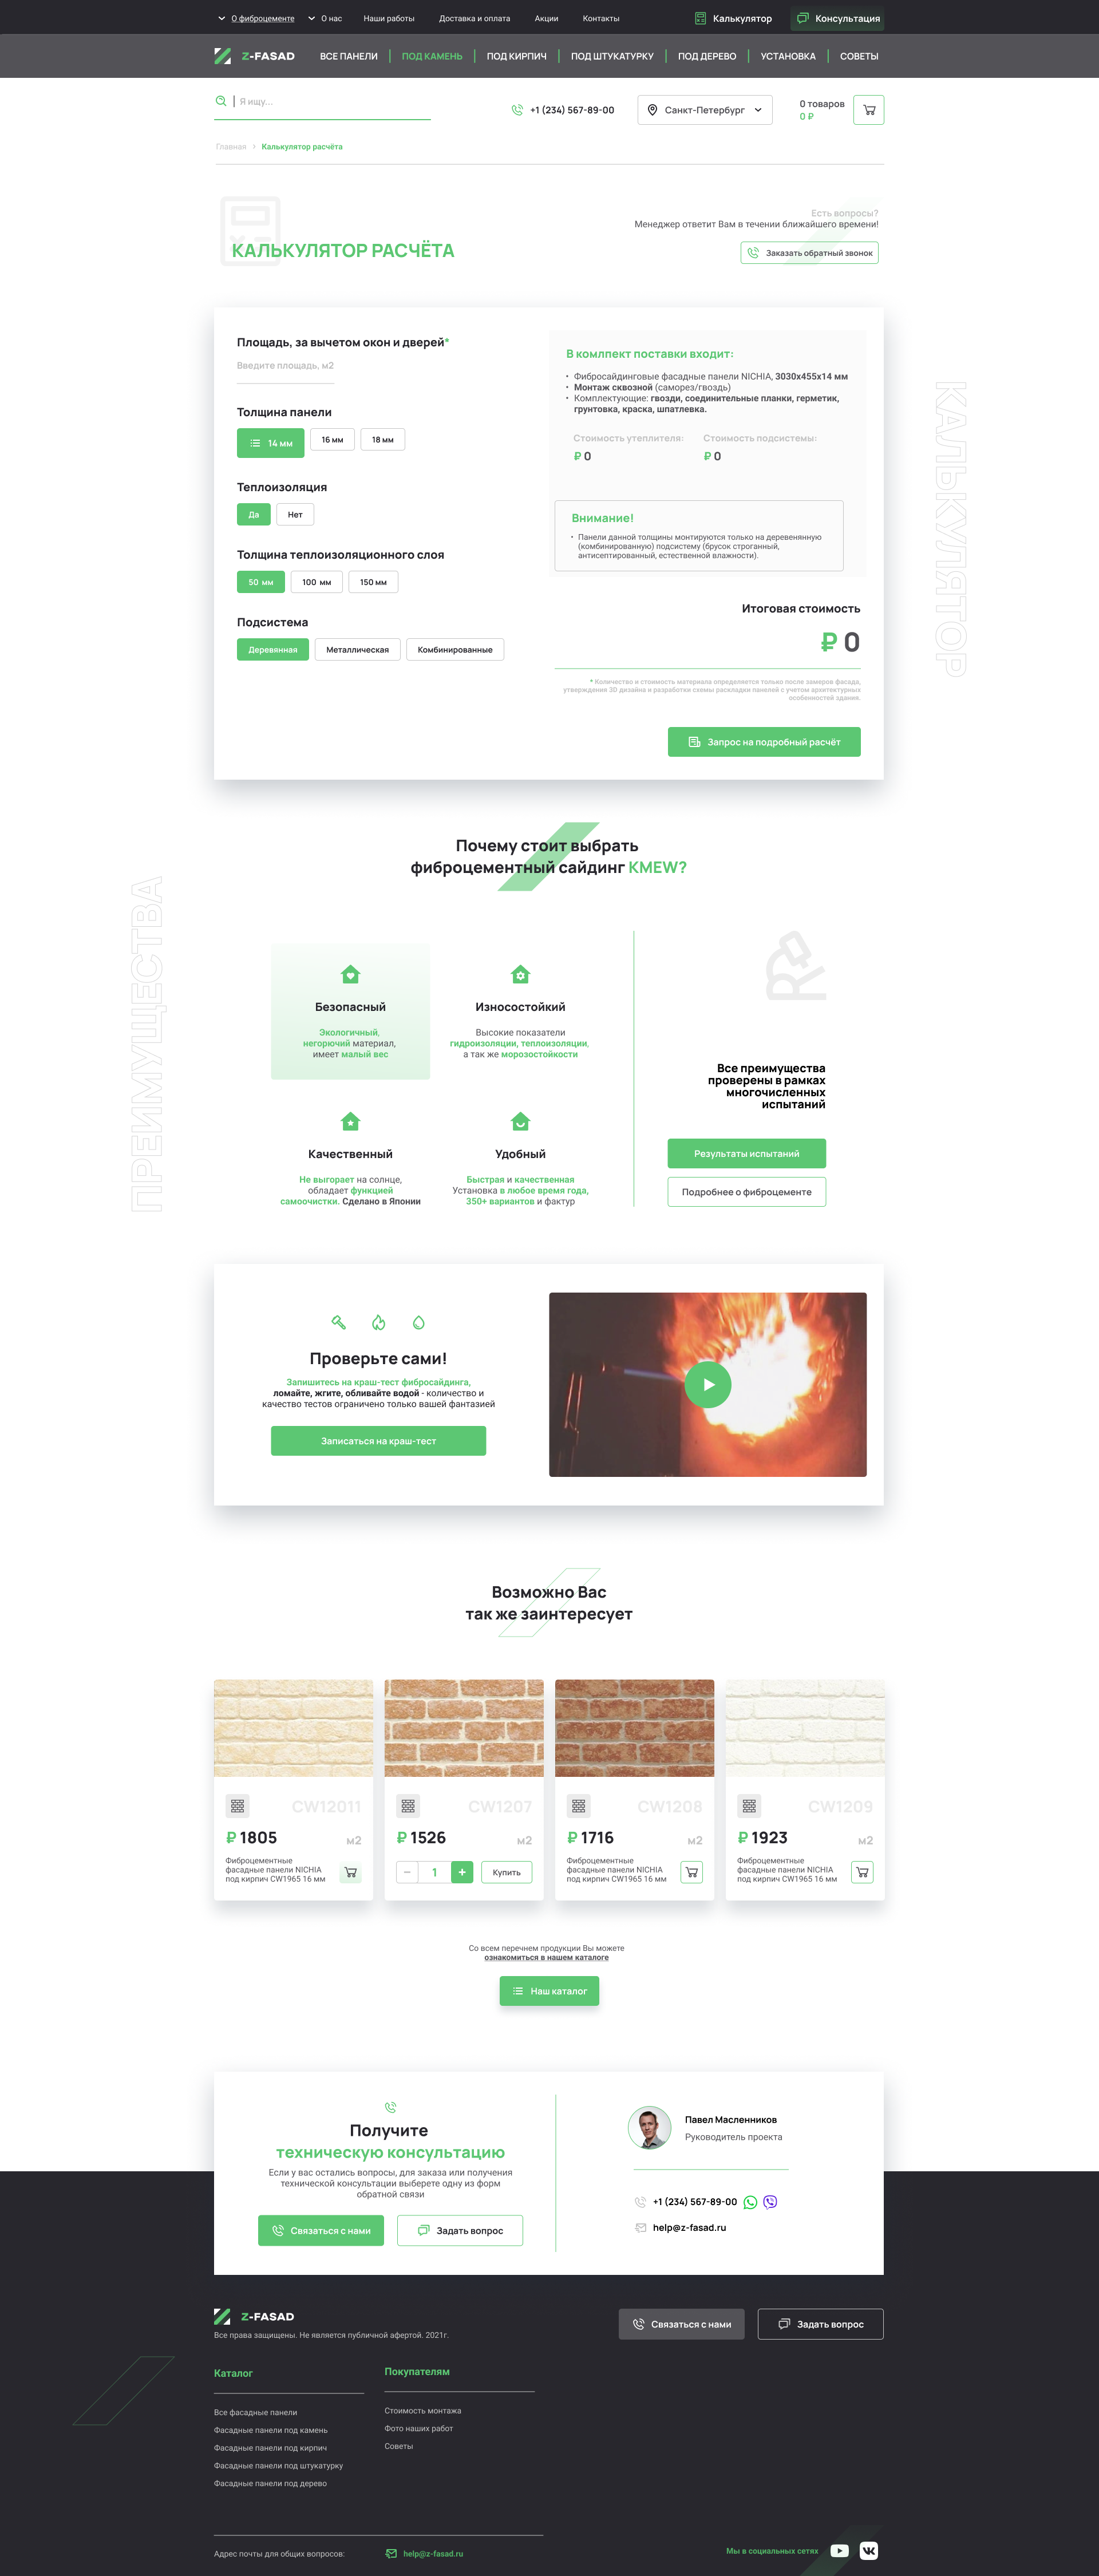 О фиброцементе
О нас
Наши работы
Доставка и оплата
Акции
Контакты
Калькулятор
Консультация
Z-FASAD
ВСЕ ПАНЕЛИ
ПОД КАМЕНЬ
ПОД КИРПИЧ
ПОД ШТУКАТУРКУ
ПОД ДЕРЕВО
УСТАНОВКА
СОВЕТЫ
Я ищу...
+1 (234) 567-89-00
Санкт-Петербург
0 товаров
0 ₽
Главная
Калькулятор расчёта
КАЛЬКУЛЯТОР РАСЧЁТА
Есть вопросы?
Менеджер ответит Вам в течении ближайшего времени!
Заказать обратный звонок
Площадь, за вычетом окон и дверей*
Введите площадь, м2
Толщина панели
14 мм
16 мм
18 мм
Теплоизоляция
Да
Нет
Толщина теплоизоляционного слоя
50 мм
100 мм
150 мм
Подсистема
Деревянная
Металлическая
Комбинированные
В комлпект поставки входит:
• Фибросайдинговые фасадные панели NICHIA, 3030х455х14 мм
• Монтаж сквозной (саморез/гвоздь)
• Комплектующие: гвозди, соединительные планки, герметик,
грунтовка, краска, шпатлевка.
Стоимость утеплителя:
₽ 0
Стоимость подсистемы:
₽ 0
Внимание!
• Панели данной толщины монтируются только на деревенянную
(комбинированную) подсистему (брусок строганный,
антисептированный, естественной влажности).
Итоговая стоимость
₽ 0
* Количество и стоимость материала определяется только после замеров фасада,
утверждения 3D дизайна и разработки схемы раскладки панелей с учетом архитектурных
особенностей здания.
Запрос на подробный расчёт
КАЛЬКУЛЯТОР
Почему стоит выбрать
фиброцементный сайдинг KMEW?
ПРЕИМУЩЕСТВА
Безопасный
Экологичный,
негорючий материал,
имеет малый вес
Износостойкий
Высокие показатели
гидроизоляции, теплоизоляции,
а так же морозостойкости
Качественный
Не выгорает на солнце,
обладает функцией
самоочистки. Сделано в Японии
Удобный
Быстрая и качественная
Установка в любое время года,
350+ вариантов и фактур
Все преимущества
проверены в рамках
многочисленных
испытаний
Результаты испытаний
Подробнее о фиброцементе
Проверьте сами!
Запишитесь на краш-тест фибросайдинга,
ломайте, жгите, обливайте водой - количество и
качество тестов ограничено только вашей фантазией
Записаться на краш-тест
Возможно Вас
так же заинтересует
CW12011
₽ 1805
м2
Фиброцементные
фасадные панели NICHIA
под кирпич CW1965 16 мм
CW1207
₽ 1526
м2
− 1 +
Купить
CW1208
₽ 1716
м2
Фиброцементные
фасадные панели NICHIA
под кирпич CW1965 16 мм
CW1209
₽ 1923
м2
Фиброцементные
фасадные панели NICHIA
под кирпич CW1965 16 мм
Со всем перечнем продукции Вы можете
ознакомиться в нашем каталоге
Наш каталог
Получите
техническую консультацию
Если у вас остались вопросы, для заказа или получения
технической консультации выберете одну из форм
обратной связи
Связаться с нами
Задать вопрос
Павел Масленников
Руководитель проекта
+1 (234) 567-89-00
help@z-fasad.ru
Z-FASAD
Все права защищены. Не является публичной афертой. 2021г.
Связаться с нами
Задать вопрос
Каталог
Все фасадные панели
Фасадные панели под камень
Фасадные панели под кирпич
Фасадные панели под штукатурку
Фасадные панели под дерево
Покупателям
Стоимость монтажа
Фото наших работ
Советы
Адрес почты для общих вопросов:
help@z-fasad.ru
Мы в социальных сетях